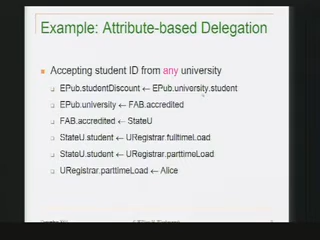 Example: Attribute-based Delegation
Accepting student ID from any university
EPub.studentDiscount ← EPub.university.student
EPub.university ← FAB.accredited
FAB.accredited ← StateU
StateU.student ← URegistrar.fulltimeLoad
StateU.student ← URegistrar.parttimeLoad
URegistrar.parttimeLoad ← Alice